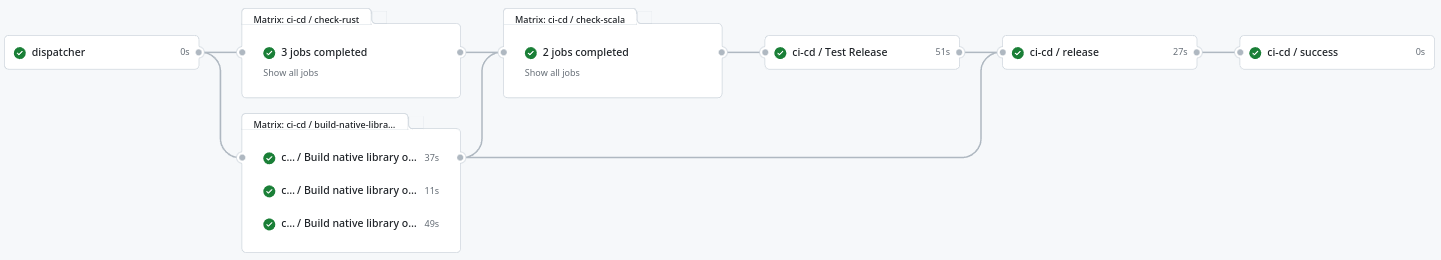 dispatcher 0s
Matrix: ci-cd / check-rust
3 jobs completed
Show all jobs
Matrix: ci-cd / build-native-libra...
c... / Build native library o... 37s
c... / Build native library o... 11s
c... / Build native library o... 49s
Matrix: ci-cd / check-scala
2 jobs completed
Show all jobs
ci-cd / Test Release 51s
ci-cd / release 27s
ci-cd / success 0s